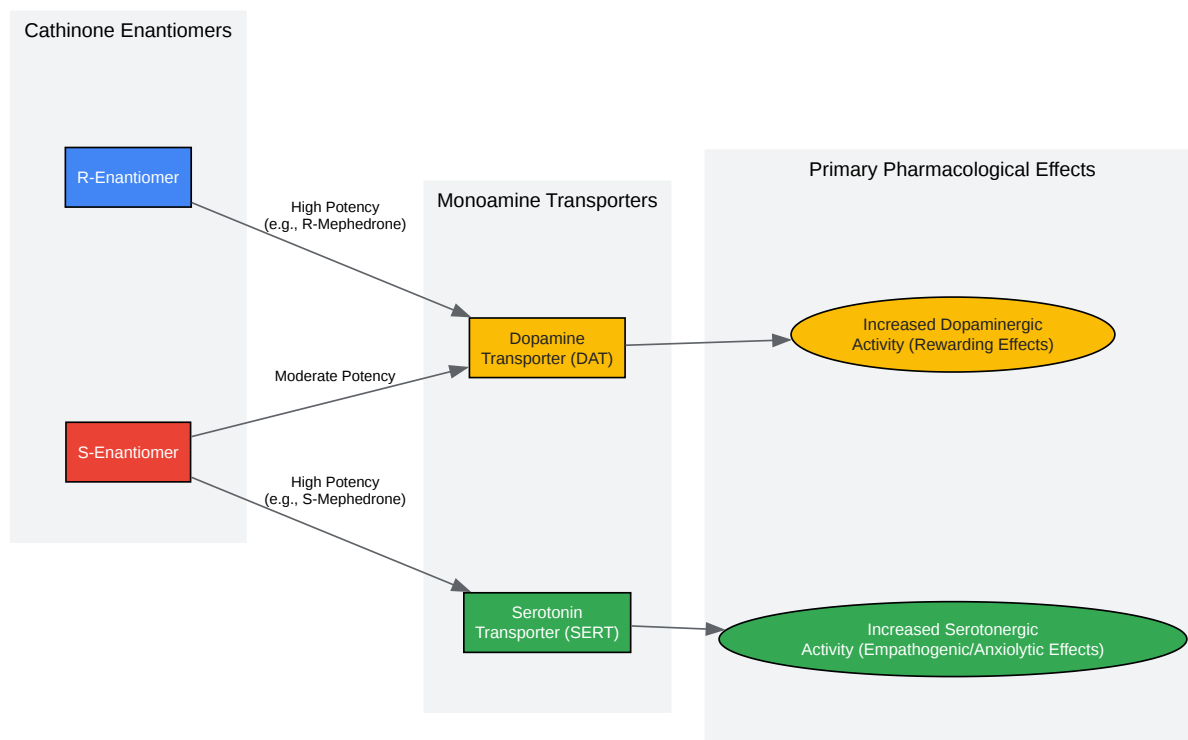 Cathinone Enantiomers
R-Enantiomer
S-Enantiomer
High Potency
(e.g., R-Mephedrone)
Moderate Potency
High Potency
(e.g., S-Mephedrone)
Monoamine Transporters
Dopamine
Transporter (DAT)
Serotonin
Transporter (SERT)
Primary Pharmacological Effects
Increased Dopaminergic
Activity (Rewarding Effects)
Increased Serotonergic
Activity (Empathogenic/Anxiolytic Effects)